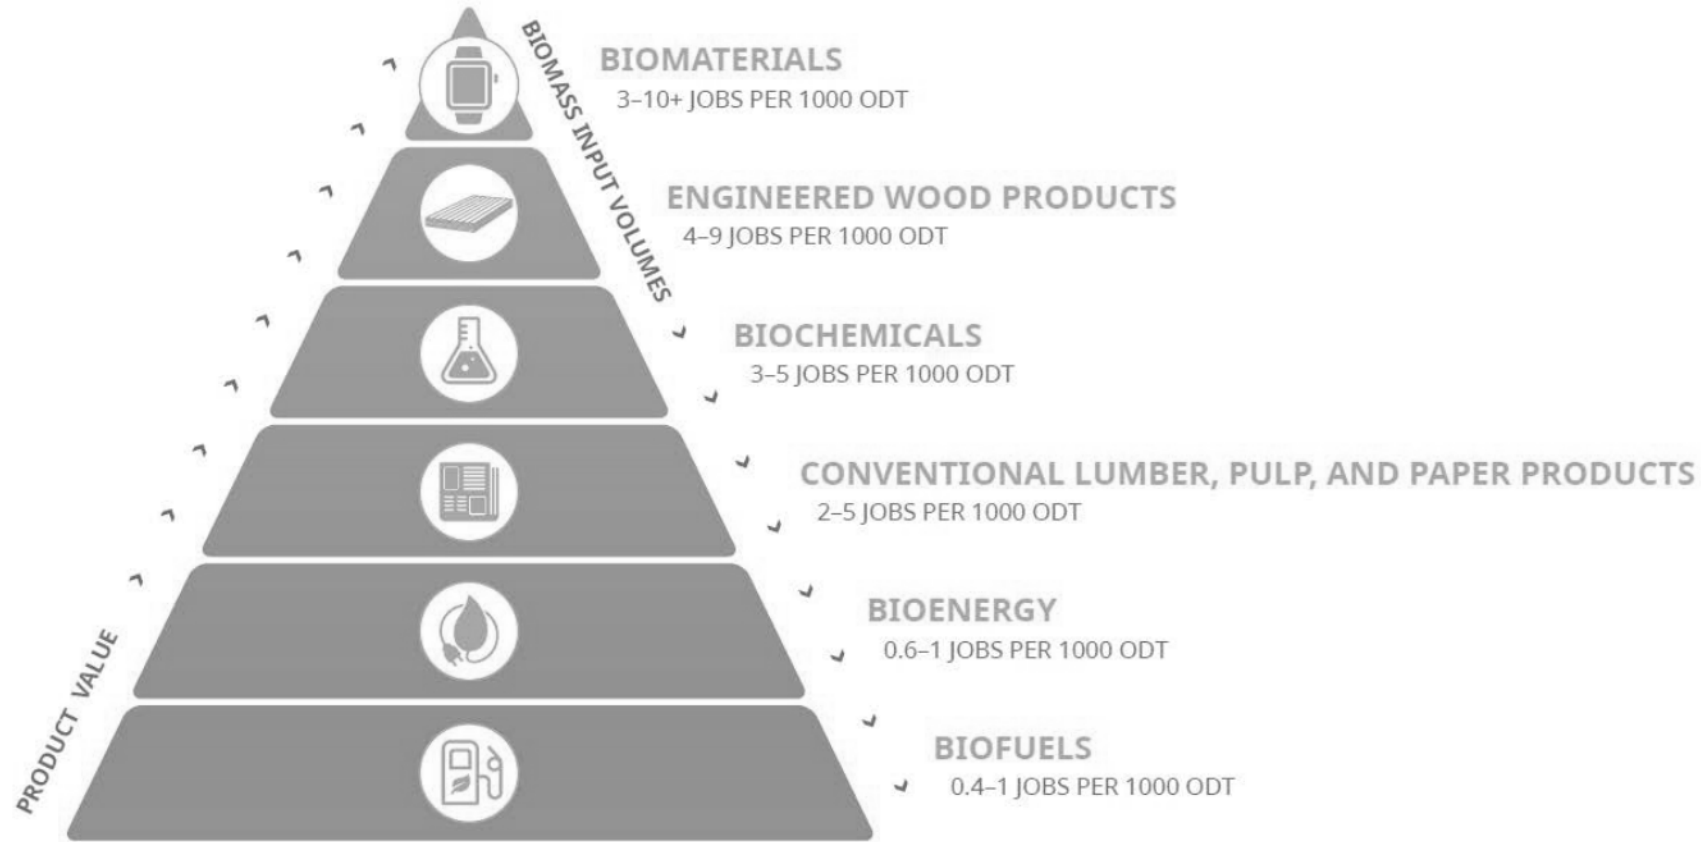 BIOMASS INPUT VOLUMES
BIOMATERIALS
3–10+ JOBS PER 1000 ODT
ENGINEERED WOOD PRODUCTS
4–9 JOBS PER 1000 ODT
BIOCHEMICALS
3–5 JOBS PER 1000 ODT
CONVENTIONAL LUMBER, PULP, AND PAPER PRODUCTS
2–5 JOBS PER 1000 ODT
BIOENERGY
0.6–1 JOBS PER 1000 ODT
PRODUCT VALUE
BIOFUELS
0.4–1 JOBS PER 1000 ODT